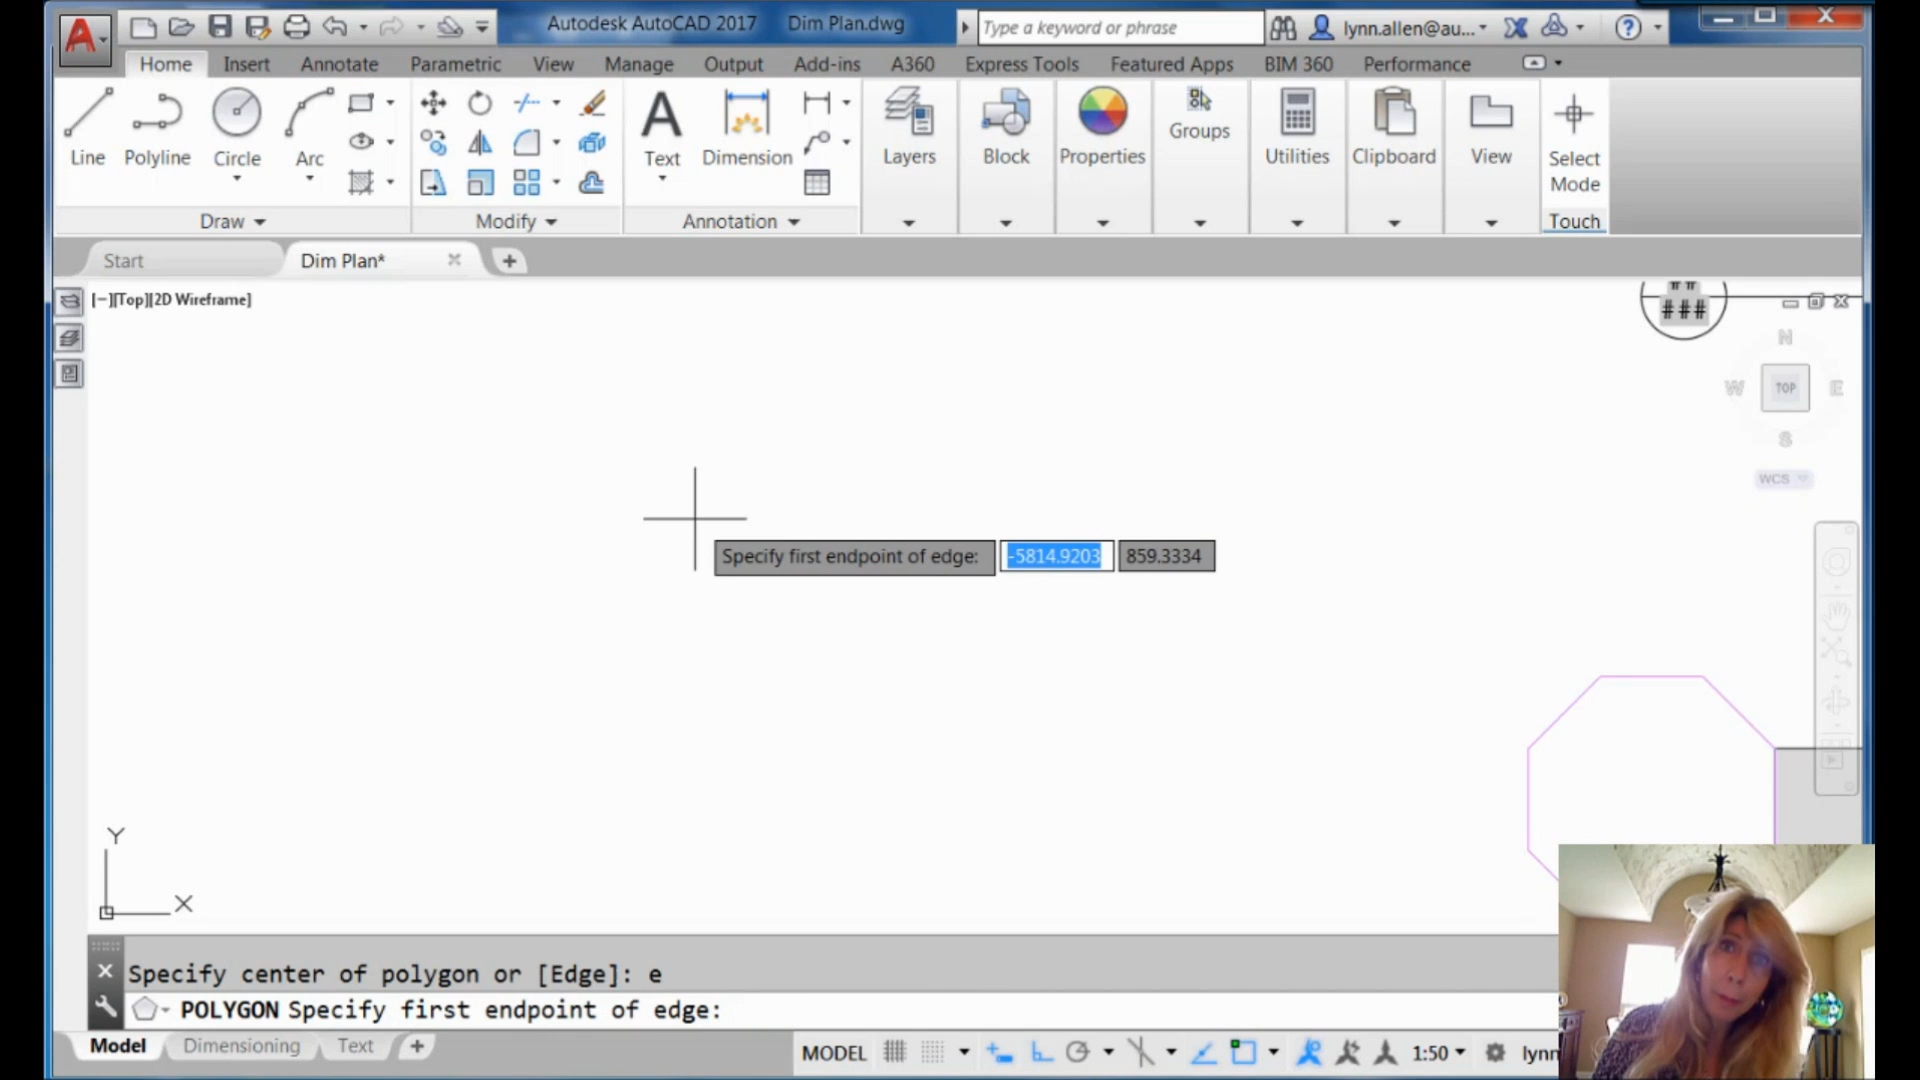 Autodesk AutoCAD 2017 Dim Plan.dwg
Type a keyword or phrase
lynn.allen@au...
Home Insert Annotate Parametric View Manage Output Add-ins A360 Express Tools Featured Apps BIM 360 Performance
Line Polyline Circle Arc
Text Dimension
Layers Block Properties Groups Utilities Clipboard View Select Mode
Draw Modify Annotation Touch
Start Dim Plan*
[−][Top][2D Wireframe]
###
N
W TOP E
S
WCS
Specify first endpoint of edge: -5814.9203 859.3334
Y
X
Specify center of polygon or [Edge]: e
POLYGON Specify first endpoint of edge:
Model Dimensioning Text +
MODEL 1:50 lynn